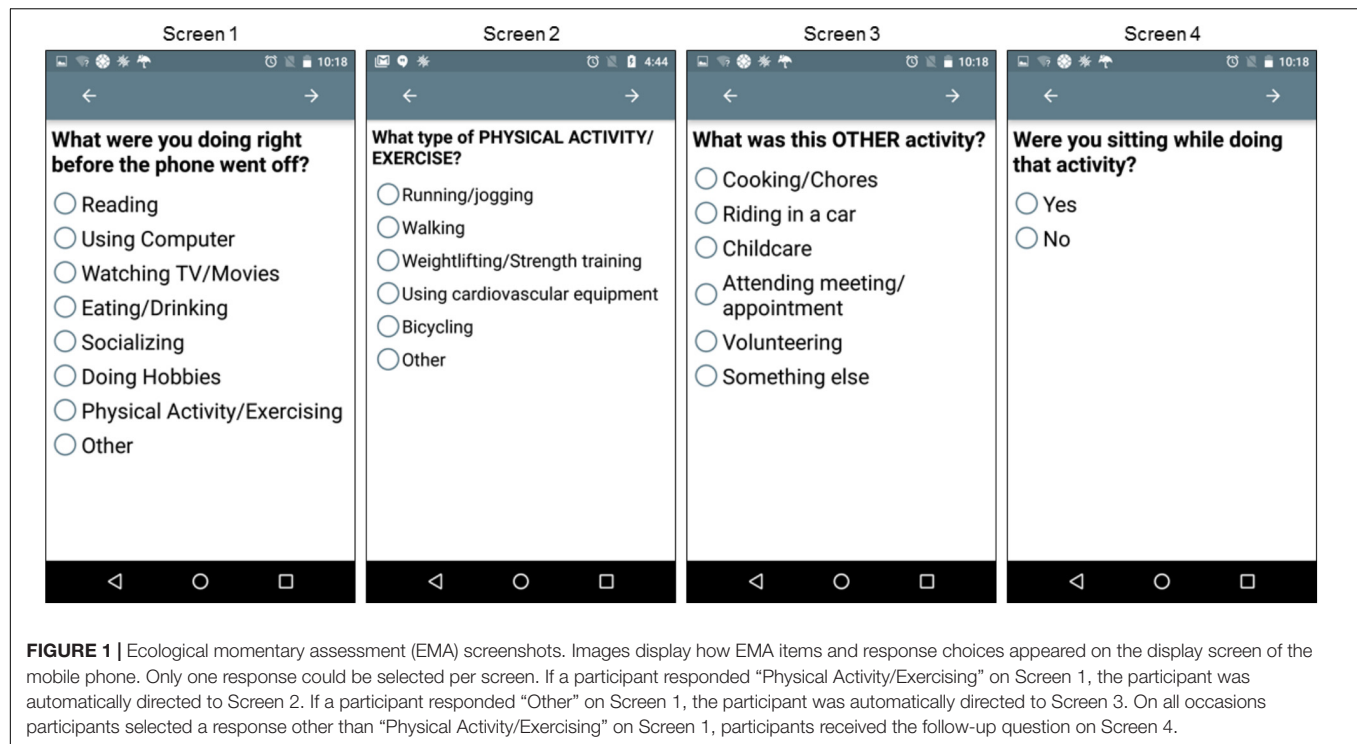 Screen 1
10:18
What were you doing right
before the phone went off?
Reading
Using Computer
Watching TV/Movies
Eating/Drinking
Socializing
Doing Hobbies
Physical Activity/Exercising
Other
Screen 2
4:44
What type of PHYSICAL ACTIVITY/
EXERCISE?
Running/jogging
Walking
Weightlifting/Strength training
Using cardiovascular equipment
Bicycling
Other
Screen 3
10:18
What was this OTHER activity?
Cooking/Chores
Riding in a car
Childcare
Attending meeting/
appointment
Volunteering
Something else
Screen 4
10:18
Were you sitting while doing
that activity?
Yes
No
FIGURE 1 | Ecological momentary assessment (EMA) screenshots. Images display how EMA items and response choices appeared on the display screen of the
mobile phone. Only one response could be selected per screen. If a participant responded “Physical Activity/Exercising” on Screen 1, the participant was
automatically directed to Screen 2. If a participant responded “Other” on Screen 1, the participant was automatically directed to Screen 3. On all occasions
participants selected a response other than “Physical Activity/Exercising” on Screen 1, participants received the follow-up question on Screen 4.